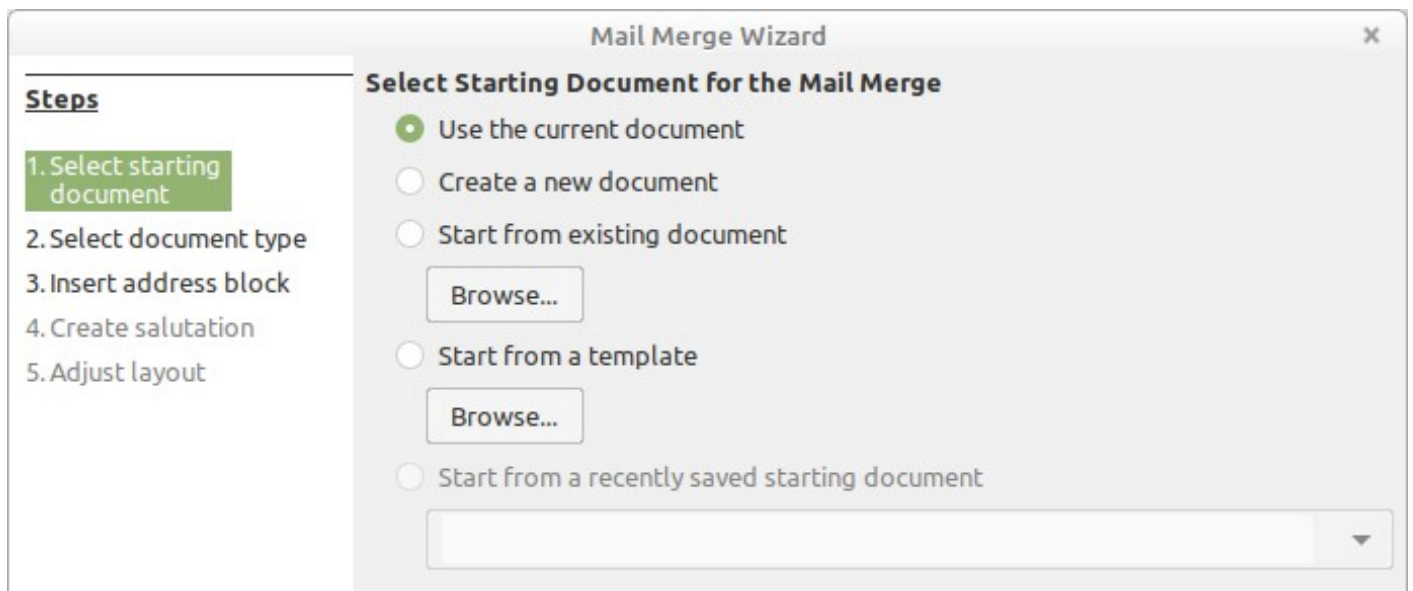 Mail Merge Wizard
Steps
1. Select starting
document
2. Select document type
3. Insert address block
4. Create salutation
5. Adjust layout
Select Starting Document for the Mail Merge
Use the current document
Create a new document
Start from existing document
Browse...
Start from a template
Browse...
Start from a recently saved starting document